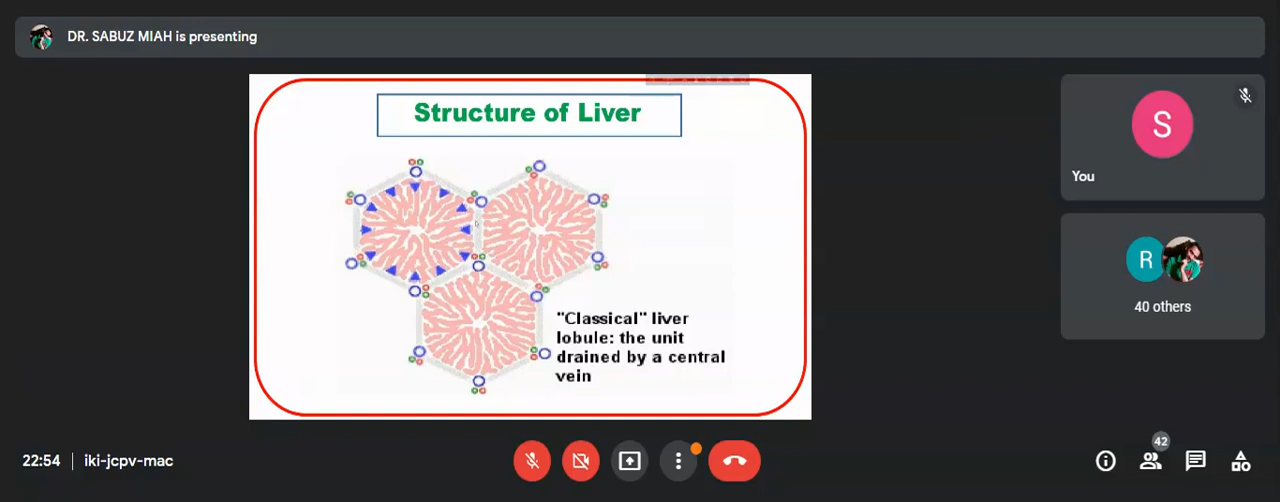 DR. SABUZ MIAH is presenting
Structure of Liver
"Classical" liver
lobule: the unit
drained by a central
vein
S
You
R
40 others
22:54 | iki-jcpv-mac
42